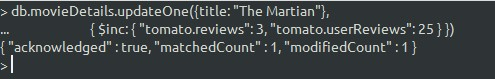 > db.movieDetails.updateOne({title: "The Martian"},
... { $inc: { "tomato.reviews": 3, "tomato.userReviews": 25 } })
{ "acknowledged" : true, "matchedCount" : 1, "modifiedCount" : 1 }
>